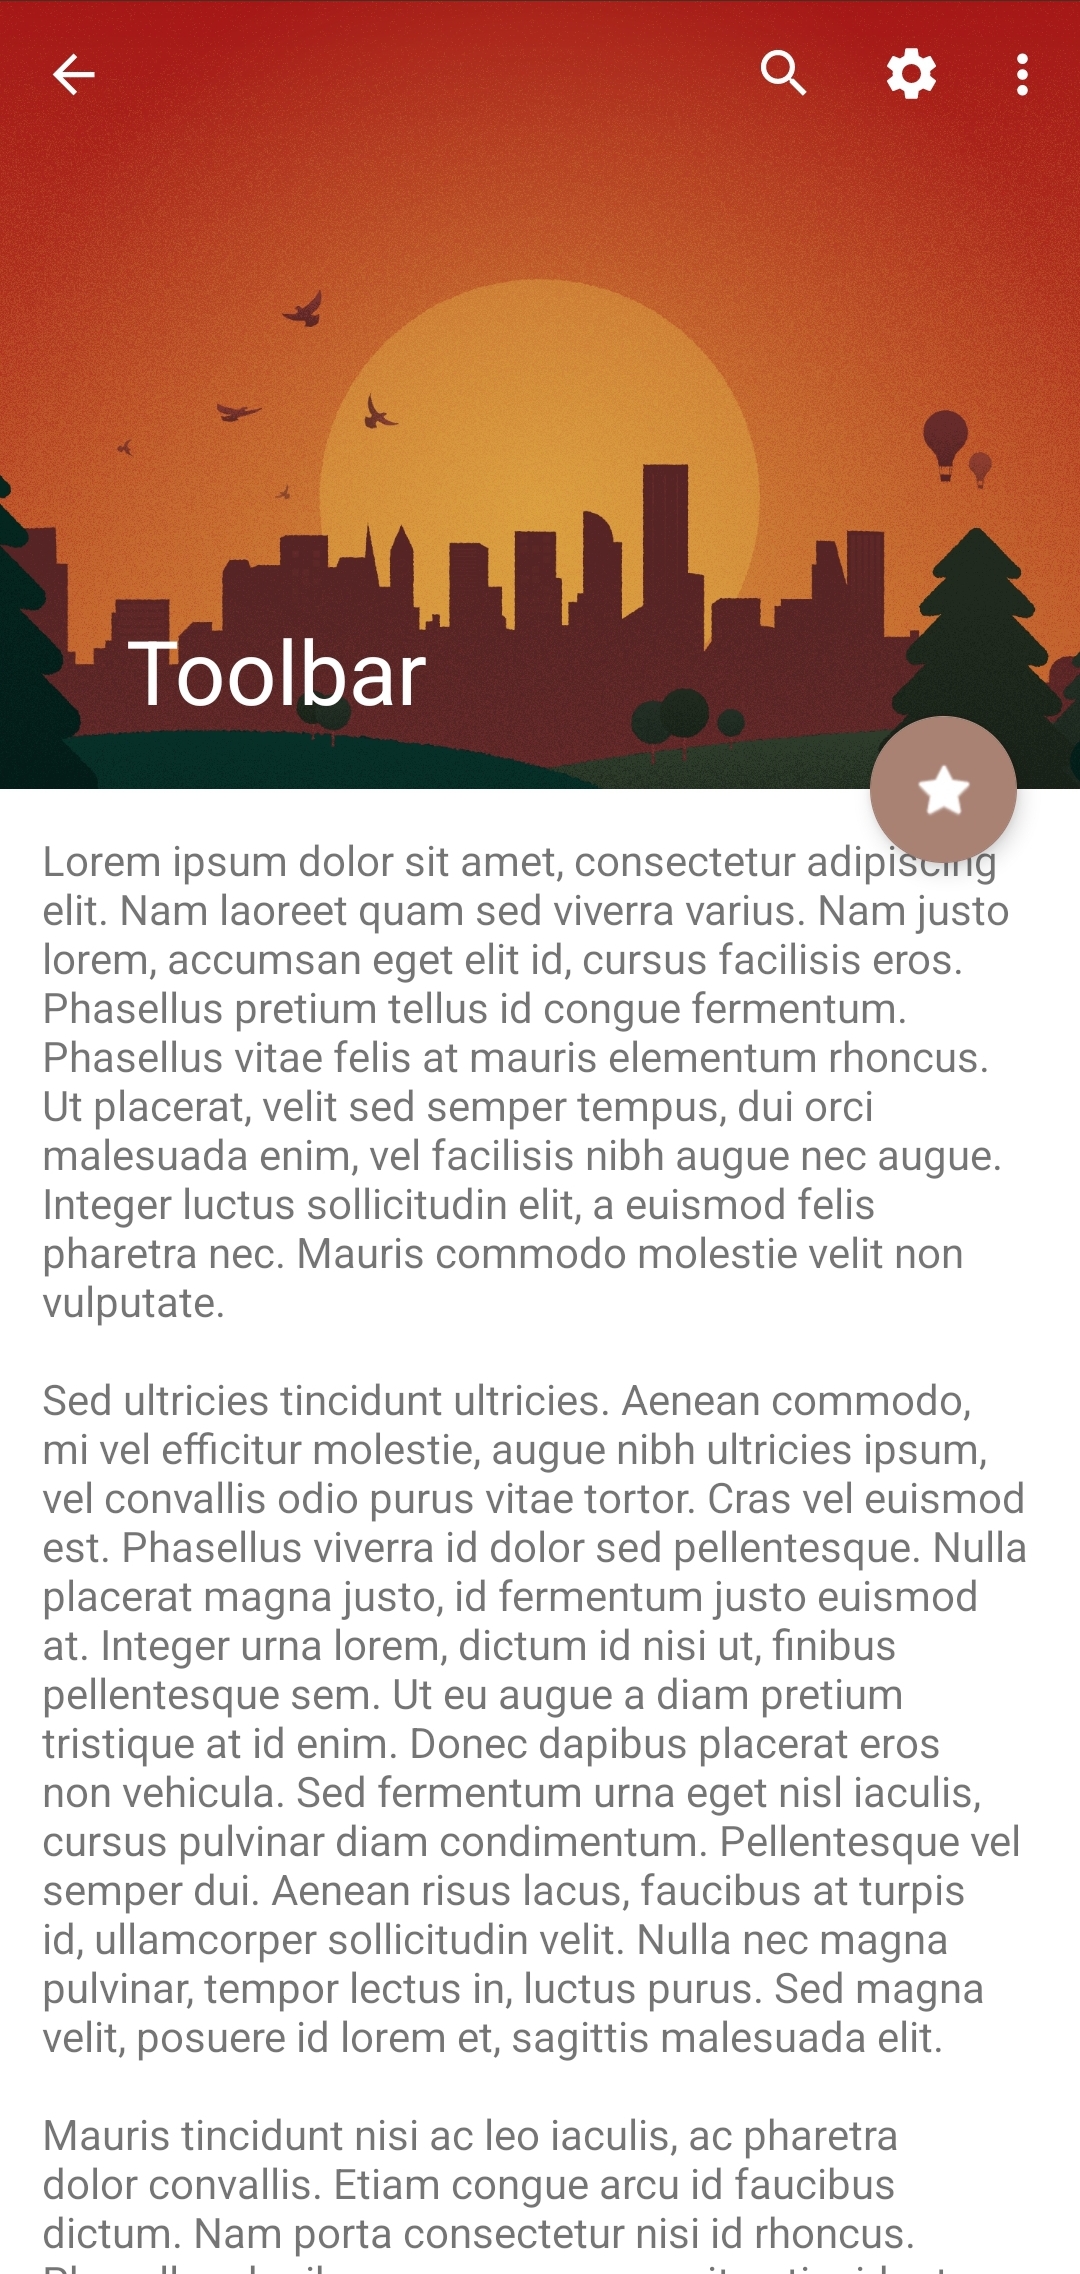 Toolbar
Lorem ipsum dolor sit amet, consectetur adipiscing
elit. Nam laoreet quam sed viverra varius. Nam justo
lorem, accumsan eget elit id, cursus facilisis eros.
Phasellus pretium tellus id congue fermentum.
Phasellus vitae felis at mauris elementum rhoncus.
Ut placerat, velit sed semper tempus, dui orci
malesuada enim, vel facilisis nibh augue nec augue.
Integer luctus sollicitudin elit, a euismod felis
pharetra nec. Mauris commodo molestie velit non
vulputate.
Sed ultricies tincidunt ultricies. Aenean commodo,
mi vel efficitur molestie, augue nibh ultricies ipsum,
vel convallis odio purus vitae tortor. Cras vel euismod
est. Phasellus viverra id dolor sed pellentesque. Nulla
placerat magna justo, id fermentum justo euismod
at. Integer urna lorem, dictum id nisi ut, finibus
pellentesque sem. Ut eu augue a diam pretium
tristique at id enim. Donec dapibus placerat eros
non vehicula. Sed fermentum urna eget nisl iaculis,
cursus pulvinar diam condimentum. Pellentesque vel
semper dui. Aenean risus lacus, faucibus at turpis
id, ullamcorper sollicitudin velit. Nulla nec magna
pulvinar, tempor lectus in, luctus purus. Sed magna
velit, posuere id lorem et, sagittis malesuada elit.
Mauris tincidunt nisi ac leo iaculis, ac pharetra
dolor convallis. Etiam congue arcu id faucibus
dictum. Nam porta consectetur nisi id rhoncus.